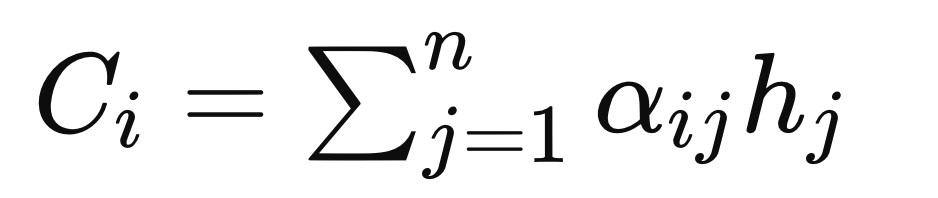 $C_i = \sum_{j=1}^{n} \alpha_{ij} h_j$